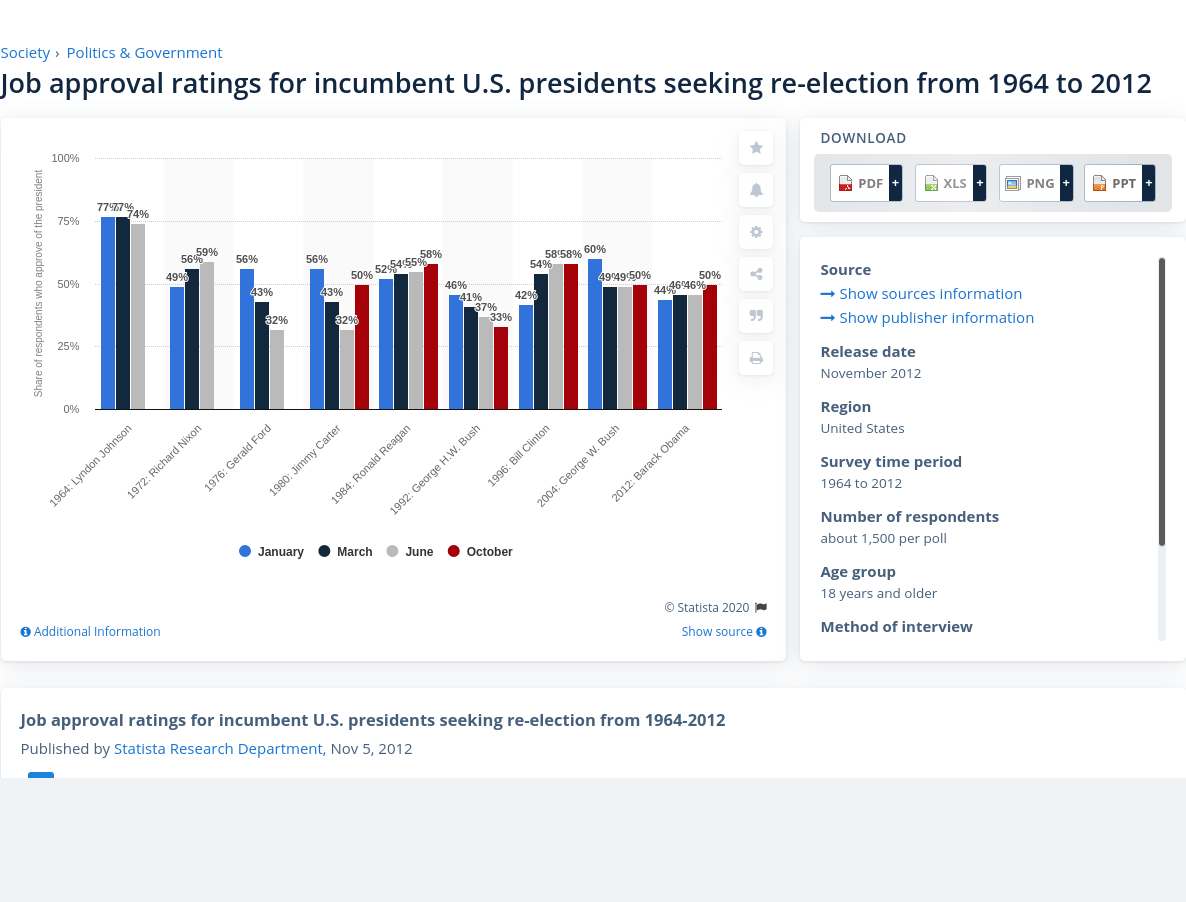 Society › Politics & Government
Job approval ratings for incumbent U.S. presidents seeking re-election from 1964 to 2012
Share of respondents who approve of the president
100%
75%
50%
25%
0%
77% 77% 74%
49% 56% 59%
56% 43% 32%
56% 43% 32% 50%
52% 54% 55% 58%
46% 41% 37% 33%
42% 54% 58% 58%
60% 49% 49% 50%
44% 46% 46% 50%
1964: Lyndon Johnson
1972: Richard Nixon
1976: Gerald Ford
1980: Jimmy Carter
1984: Ronald Reagan
1992: George H.W. Bush
1996: Bill Clinton
2004: George W. Bush
2012: Barack Obama
January March June October
© Statista 2020
Additional Information
Show source
DOWNLOAD
PDF + XLS + PNG + PPT +
Source
Show sources information
Show publisher information
Release date
November 2012
Region
United States
Survey time period
1964 to 2012
Number of respondents
about 1,500 per poll
Age group
18 years and older
Method of interview
Job approval ratings for incumbent U.S. presidents seeking re-election from 1964-2012
Published by Statista Research Department, Nov 5, 2012